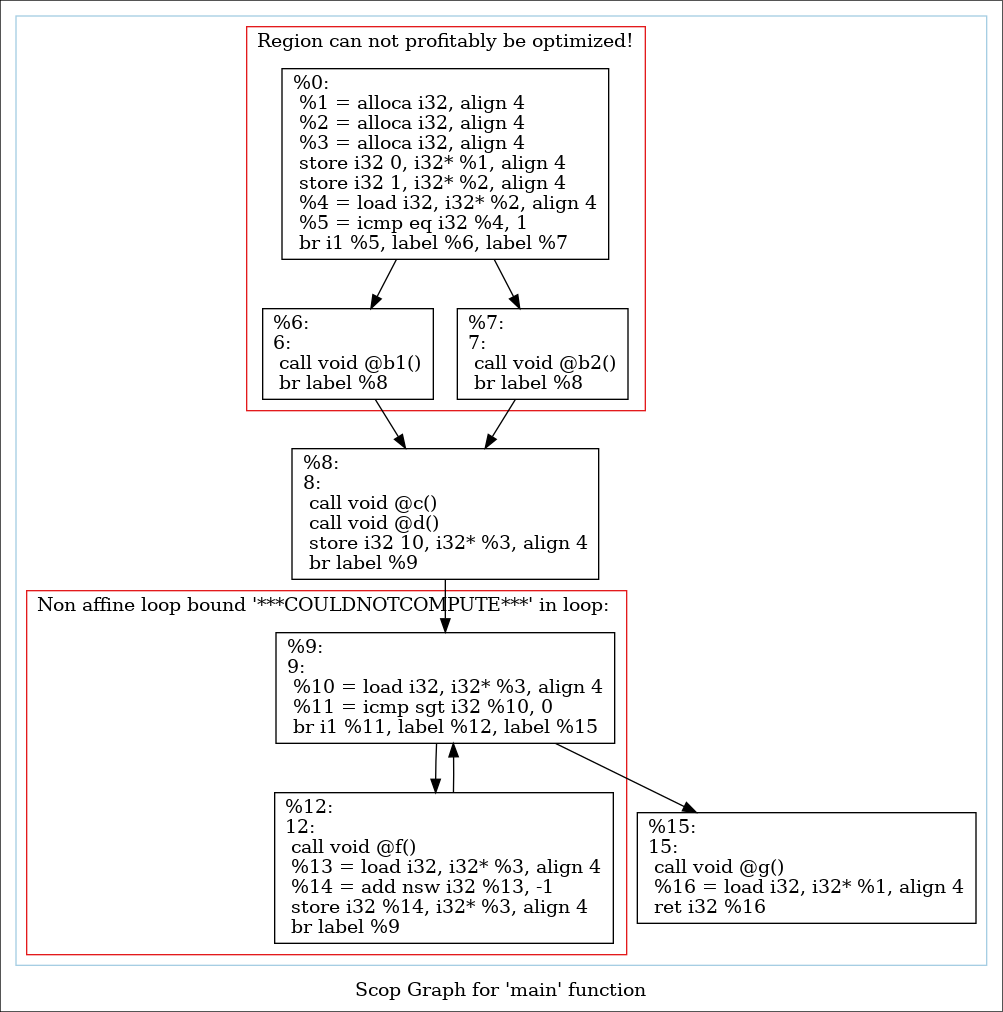 Region can not profitably be optimized!
%0:
%1 = alloca i32, align 4
%2 = alloca i32, align 4
%3 = alloca i32, align 4
store i32 0, i32* %1, align 4
store i32 1, i32* %2, align 4
%4 = load i32, i32* %2, align 4
%5 = icmp eq i32 %4, 1
br i1 %5, label %6, label %7
%6:
6:
call void @b1()
br label %8
%7:
7:
call void @b2()
br label %8
%8:
8:
call void @c()
call void @d()
store i32 10, i32* %3, align 4
br label %9
Non affine loop bound '***COULDNOTCOMPUTE***' in loop:
%9:
9:
%10 = load i32, i32* %3, align 4
%11 = icmp sgt i32 %10, 0
br i1 %11, label %12, label %15
%12:
12:
call void @f()
%13 = load i32, i32* %3, align 4
%14 = add nsw i32 %13, -1
store i32 %14, i32* %3, align 4
br label %9
%15:
15:
call void @g()
%16 = load i32, i32* %1, align 4
ret i32 %16
Scop Graph for 'main' function